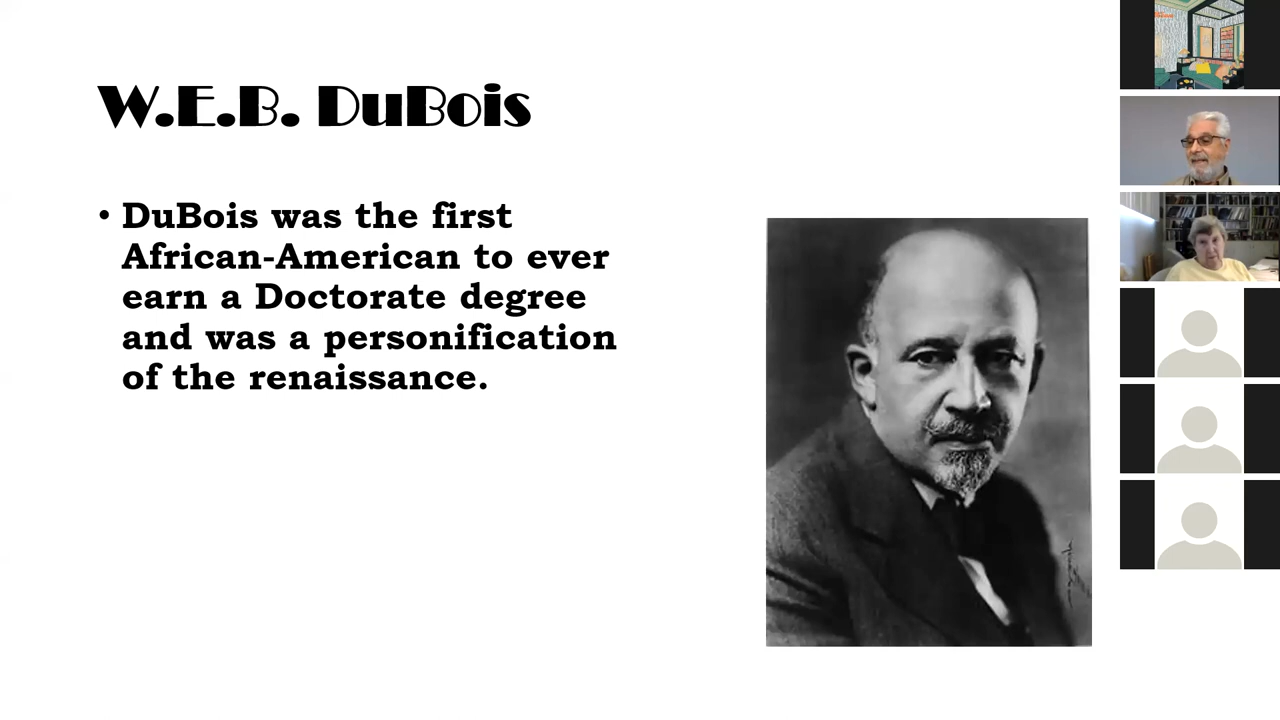 W.E.B. DuBois
• DuBois was the first
African-American to ever
earn a Doctorate degree
and was a personification
of the renaissance.